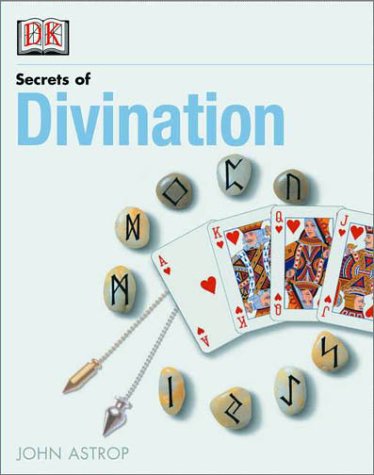 DK
Secrets of
Divination
A
K
Q
J
JOHN ASTROP